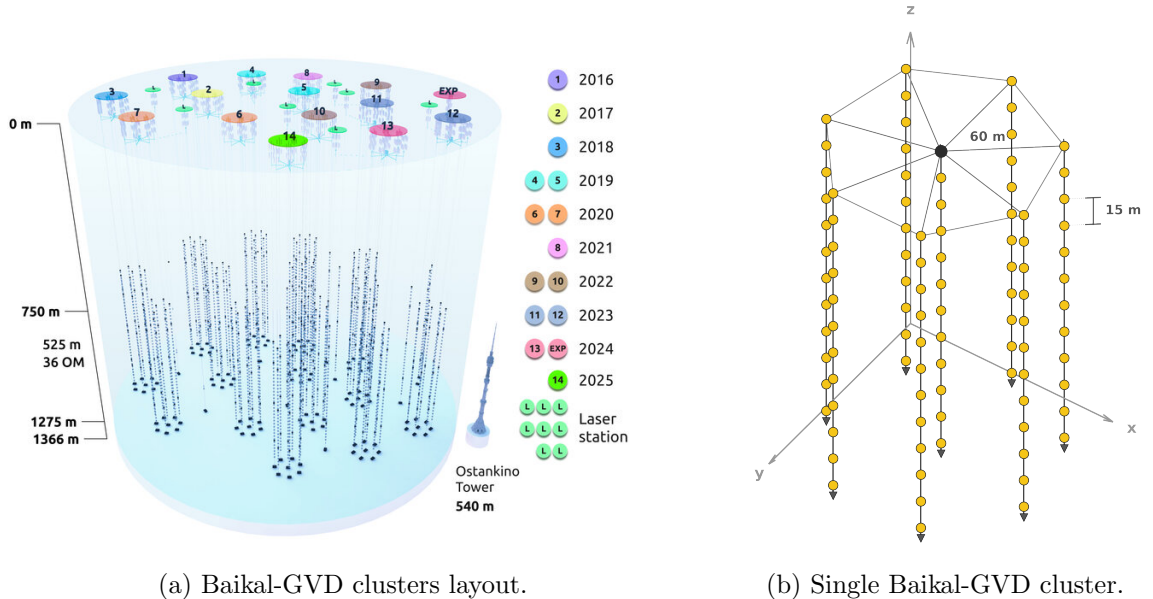 1
4
8
9
EXP
3
2
5
11
7
6
10
12
14
13
L
L
L
L
L
L
L
L
0 m
750 m
525 m
36 OM
1275 m
1366 m
1 2016
2 2017
3 2018
4 5 2019
6 7 2020
8 2021
9 10 2022
11 12 2023
13 EXP 2024
14 2025
L L L
L L L
L L
Laser
station
Ostankino
Tower
540 m
(a) Baikal-GVD clusters layout.
z
60 m
15 m
x
y
(b) Single Baikal-GVD cluster.